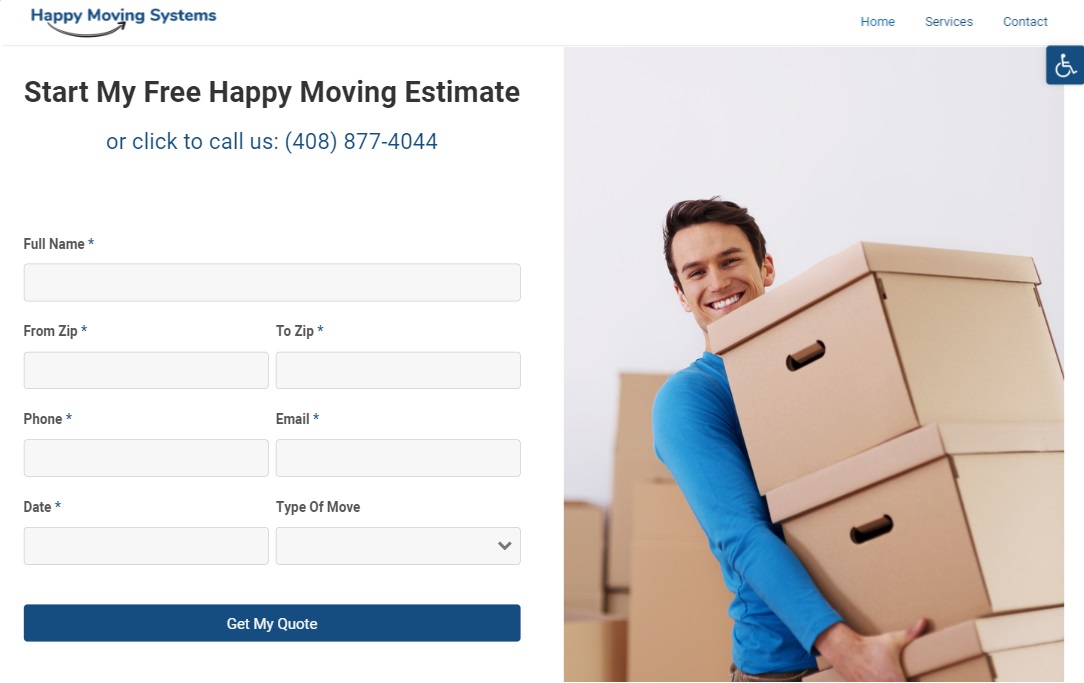 Happy Moving Systems
Home Services Contact
Start My Free Happy Moving Estimate
or click to call us: (408) 877-4044
Full Name *
From Zip * To Zip *
Phone * Email *
Date * Type Of Move
Get My Quote